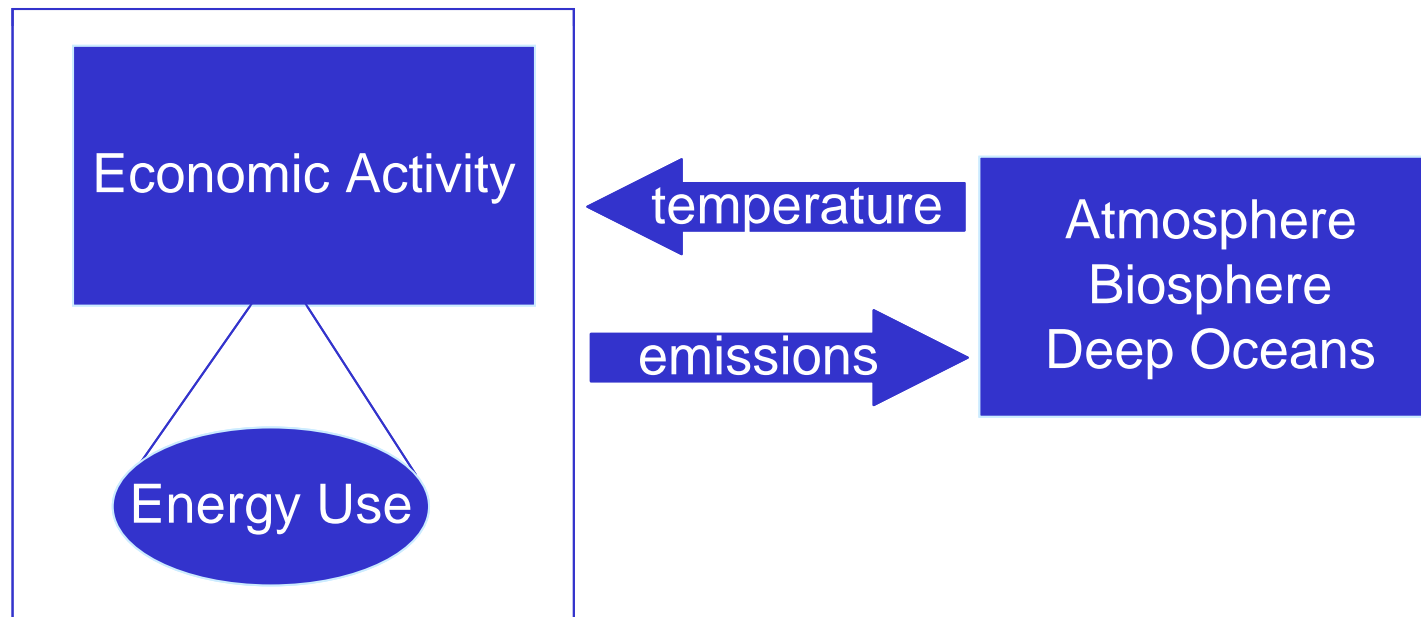 Economic Activity
temperature
Atmosphere
Biosphere
Deep Oceans
emissions
Energy Use